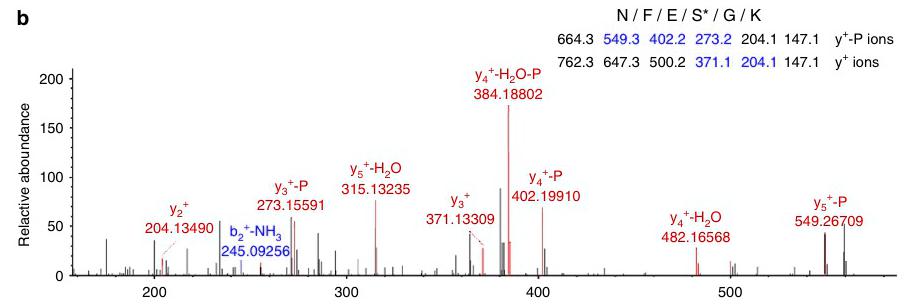 b
N / F / E / S* / G / K
664.3 549.3 402.2 273.2 204.1 147.1 y+-P ions
762.3 647.3 500.2 371.1 204.1 147.1 y+ ions
Relactive aboundance
200
150
100
50
0
y2+
204.13490
b2+-NH3
245.09256
y3+-P
273.15591
y5+-H2O
315.13235
y3+
371.13309
y4+-H2O-P
384.18802
y4+-P
402.19910
y4+-H2O
482.16568
y5+-P
549.26709
200 300 400 500